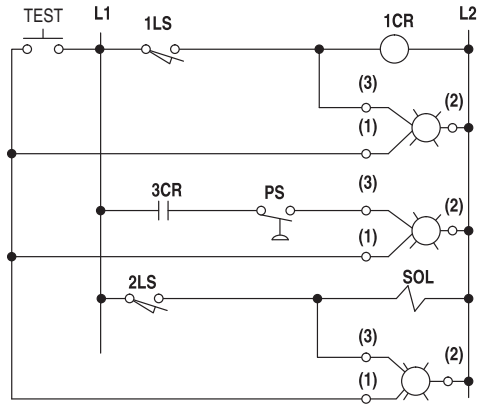 TEST L1 L2
1LS 1CR
(3)
(2)
(1)
3CR PS (3)
(2)
(1)
2LS SOL
(3)
(2)
(1)